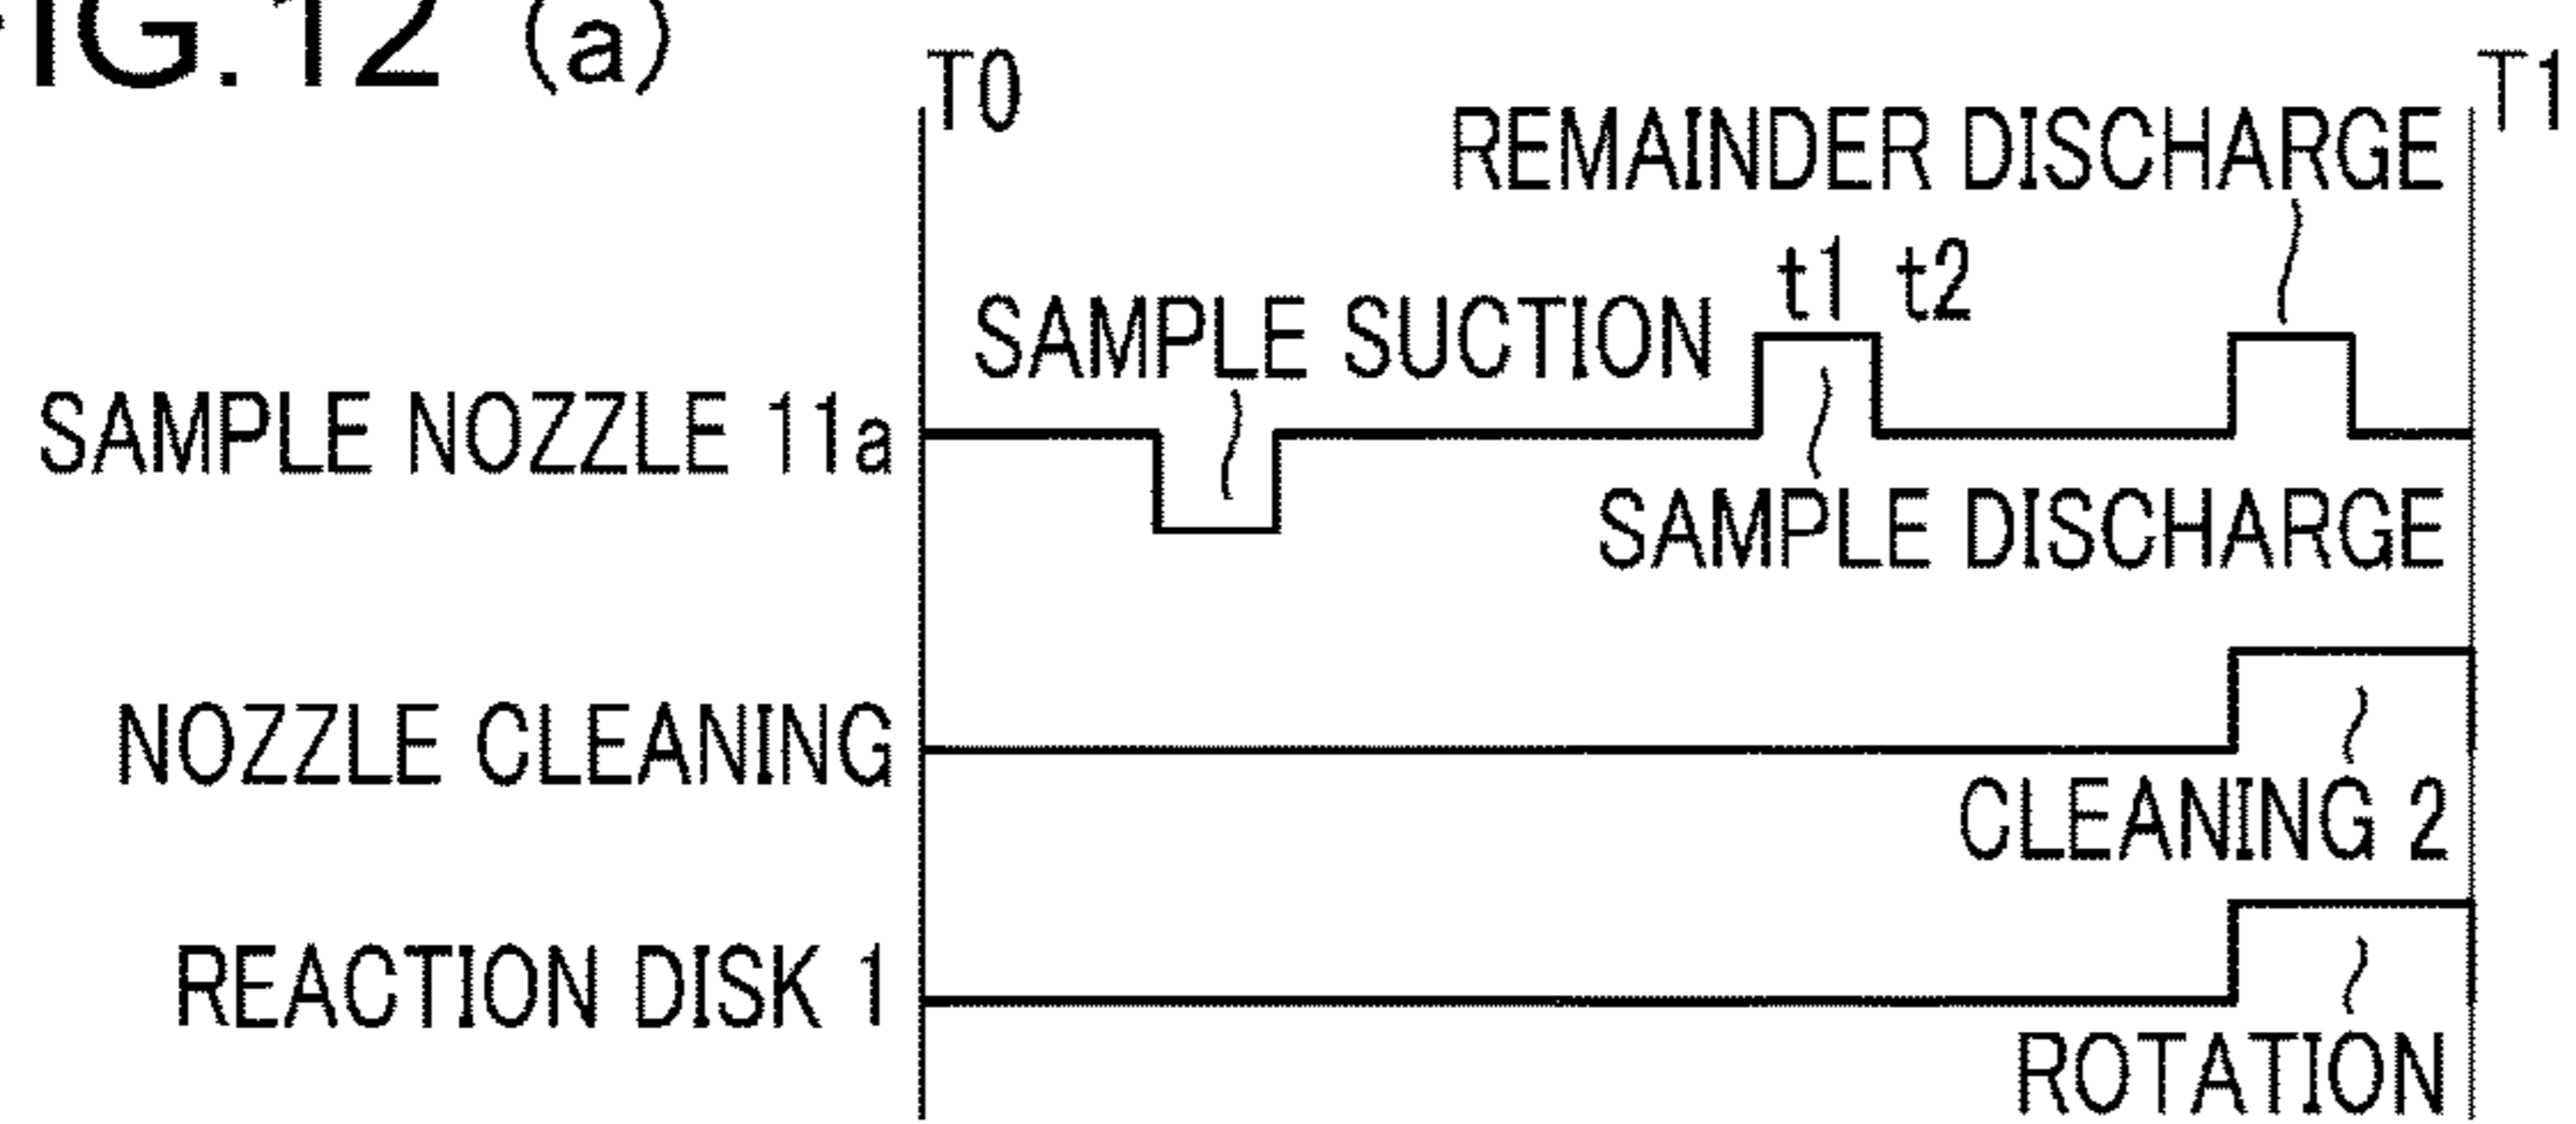 FIG.12 (a)
T0
T1
REMAINDER DISCHARGE
t1 t2
SAMPLE SUCTION
SAMPLE NOZZLE 11a
SAMPLE DISCHARGE
NOZZLE CLEANING
CLEANING 2
REACTION DISK 1
ROTATION